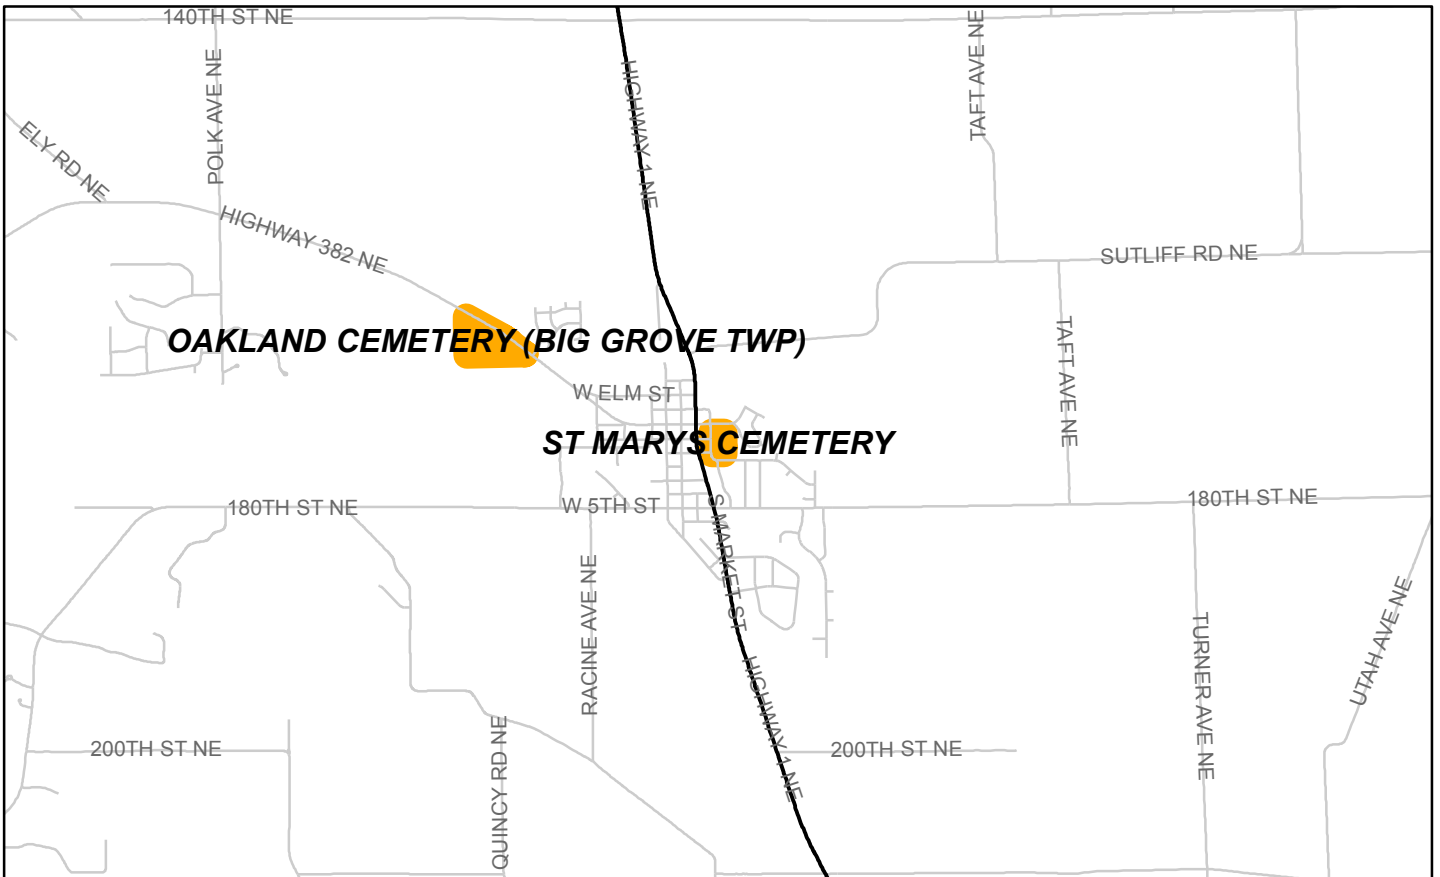 140TH ST NE
POLK AVE NE
HIGHWAY 1 NE
TAFT AVE NE
ELY RD NE
HIGHWAY 382 NE
SUTLIFF RD NE
OAKLAND CEMETERY (BIG GROVE TWP)
TAFT AVE NE
W ELM ST
ST MARYS CEMETERY
180TH ST NE
W 5TH ST
S MARKET ST
180TH ST NE
RACINE AVE NE
UTAH AVE NE
TURNER AVE NE
HIGHWAY 1 NE
200TH ST NE
QUINCY RD NE
200TH ST NE